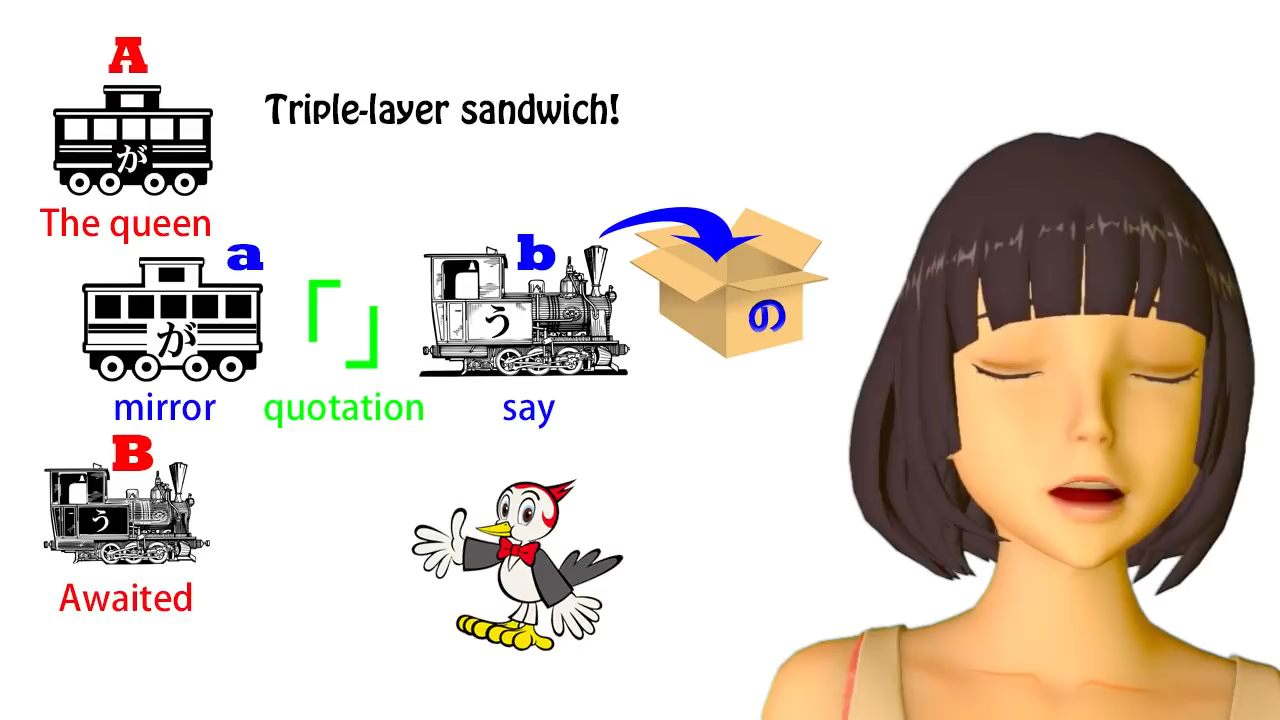 A
Triple-layer sandwich!
が
The queen
a
b
が
「」
う
の
mirror
quotation
say
B
う
Awaited